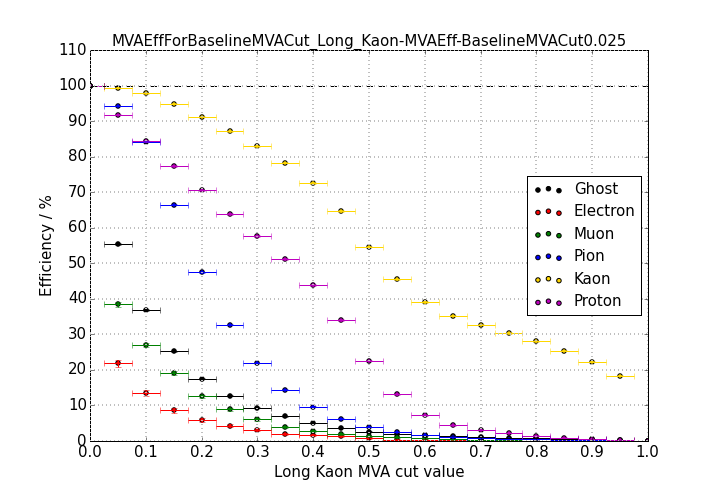 MVAEffForBaselineMVACut_Long_Kaon-MVAEff-BaselineMVACut0.025
110
100
90
80
70
60
50
40
30
20
10
0
Efficiency / %
Ghost
Electron
Muon
Pion
Kaon
Proton
0.0 0.1 0.2 0.3 0.4 0.5 0.6 0.7 0.8 0.9 1.0
Long Kaon MVA cut value